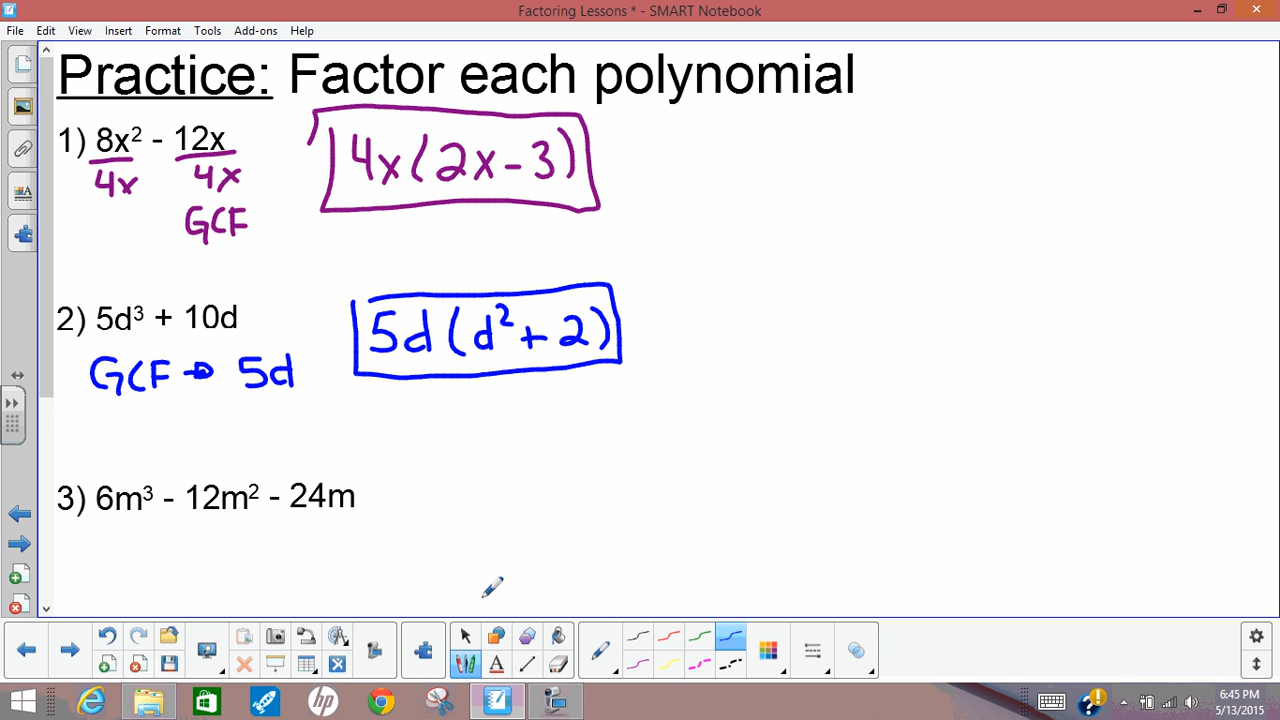 Factoring Lessons * - SMART Notebook
File Edit View Insert Format Tools Add-ons Help
Practice: Factor each polynomial
1) 8x² - 12x
4x 4x
GCF
4x(2x-3)
2) 5d³ + 10d
5d(d²+2)
GCF → 5d
3) 6m³ - 12m² - 24m
6:45 PM
5/13/2015